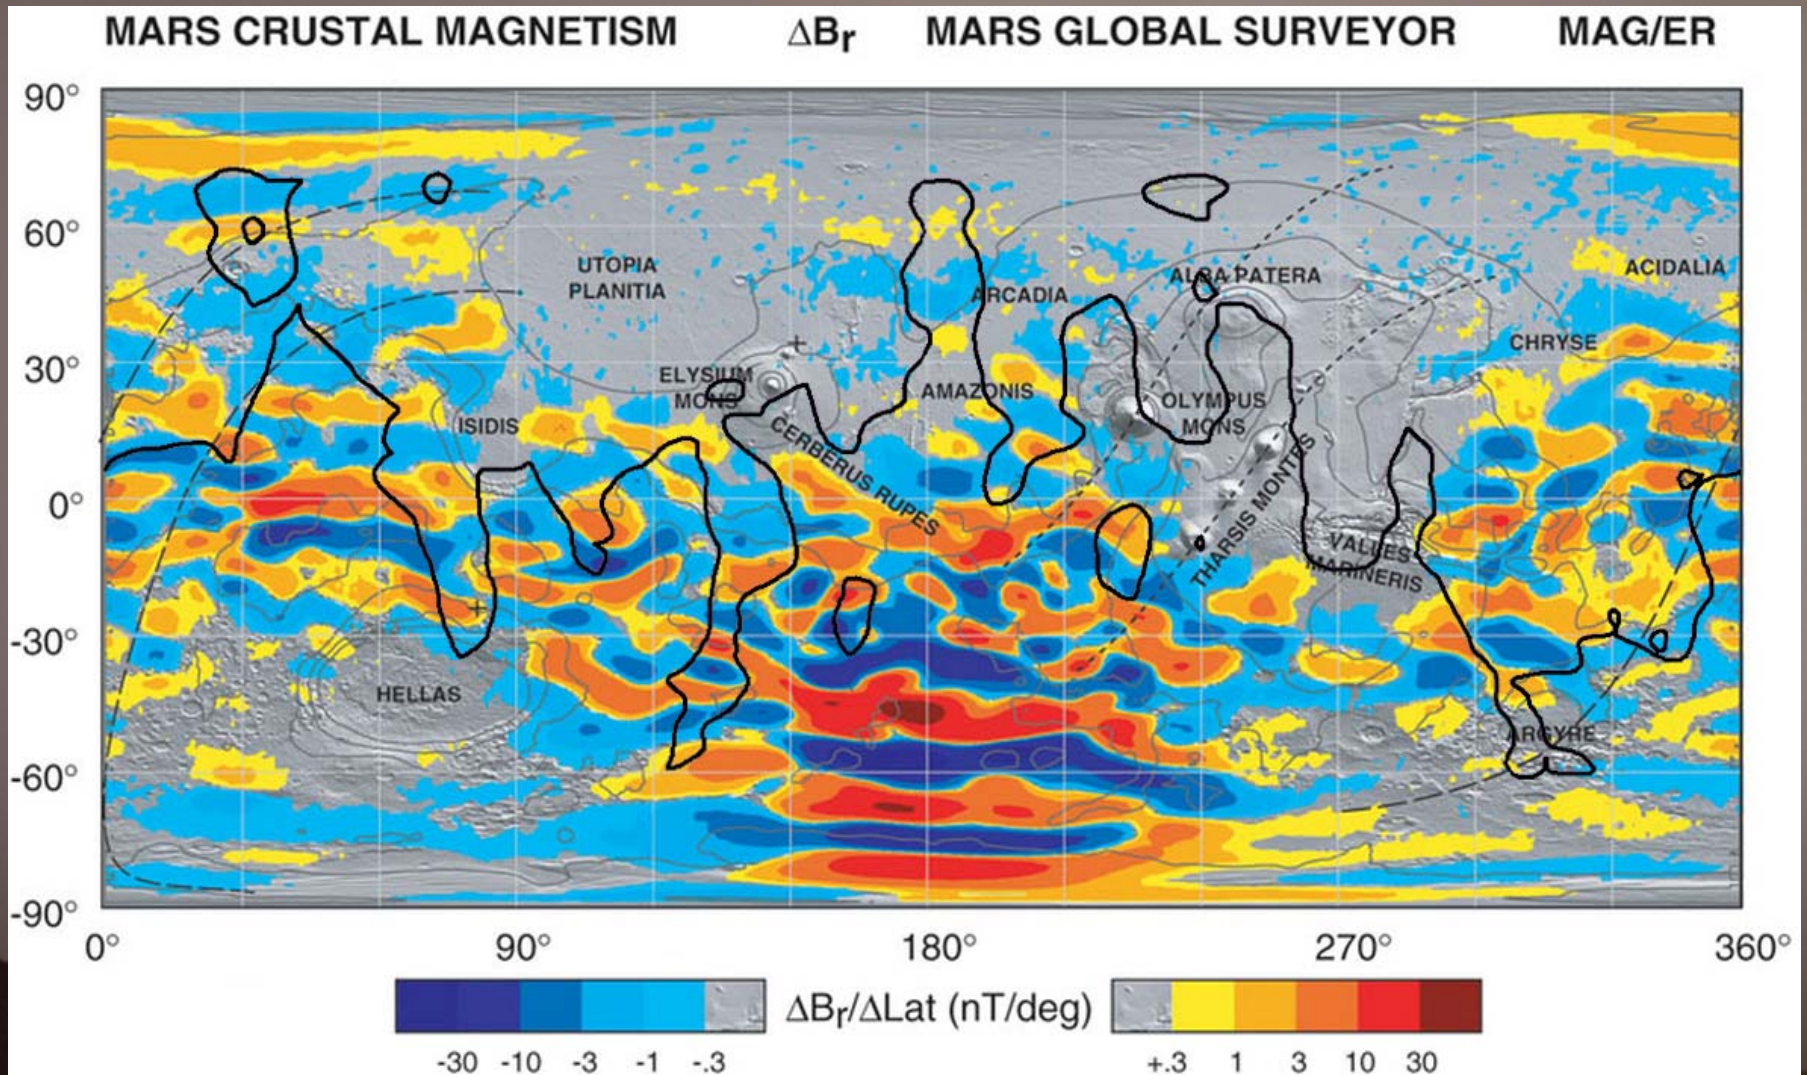 MARS CRUSTAL MAGNETISM ΔBr MARS GLOBAL SURVEYOR MAG/ER
90°
60°
30°
0°
-30°
-60°
-90°
UTOPIA
PLANITIA
ARCADIA
ALBA PATERA
ACIDALIA
CHRYSE
ELYSIUM
MONS
AMAZONIS
OLYMPUS
MONS
ISIDIS
CERBERUS RUPES
THARSIS MONTES
VALLES
MARINERIS
HELLAS
ARGYRE
0° 90° 180° 270° 360°
ΔBr/ΔLat (nT/deg)
-30 -10 -3 -1 -.3 +.3 1 3 10 30